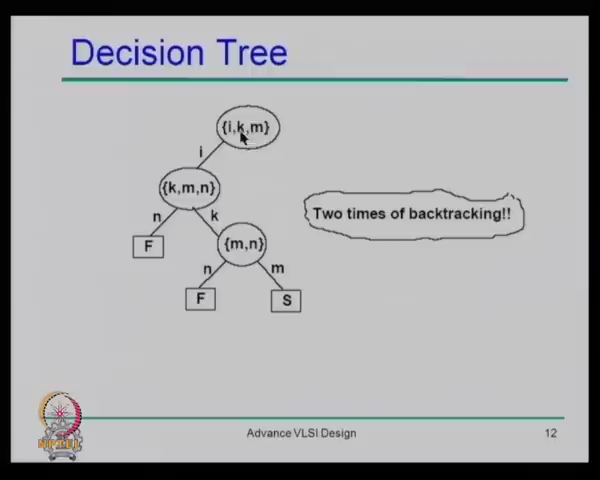 Decision Tree
{i,k,m}
i
{k,m,n}
n
k
Two times of backtracking!!
F
{m,n}
n
m
F
S
NPTEL
Advance VLSI Design
12